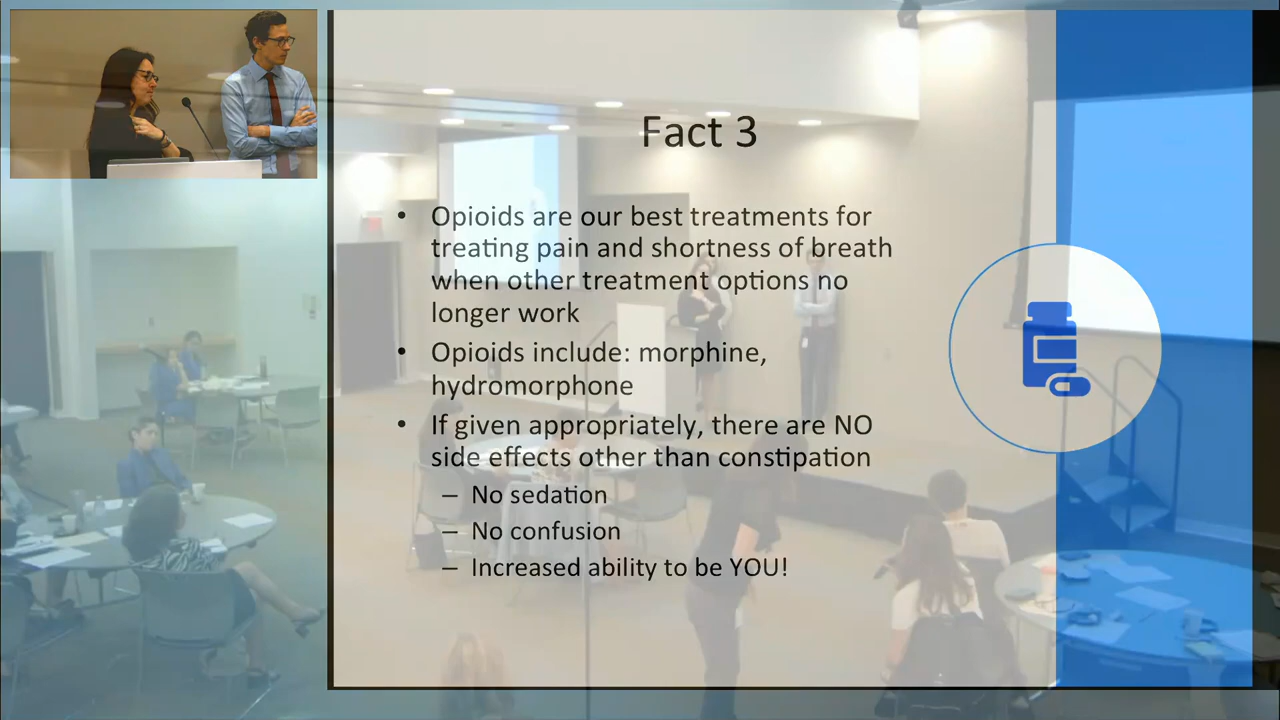 Fact 3
• Opioids are our best treatments for
treating pain and shortness of breath
when other treatment options no
longer work
• Opioids include: morphine,
hydromorphone
• If given appropriately, there are NO
side effects other than constipation
– No sedation
– No confusion
– Increased ability to be YOU!